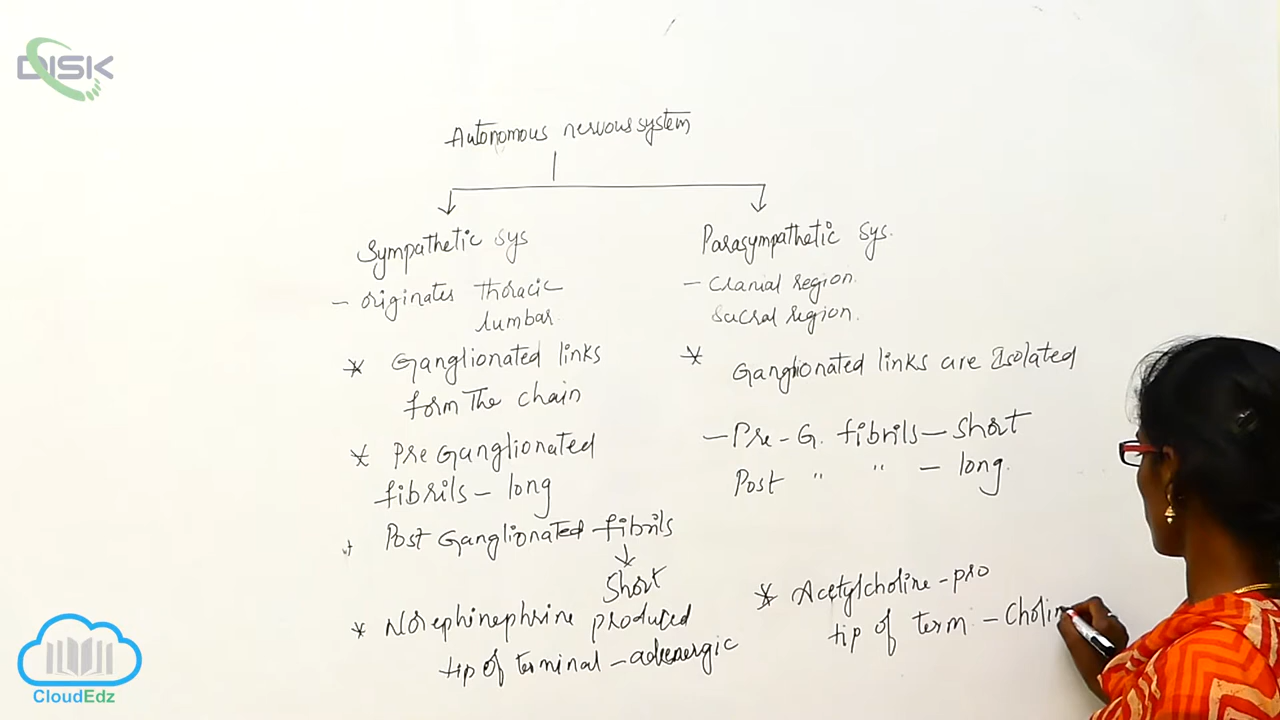 DISK
Autonomous nervous system
Sympathetic sys
- originates thoracic
lumbar
* Ganglionated links
form The chain
* Pre Ganglionated
fibrils - long
* Post Ganglionated fibrils
Short
* Norephinephrine produced
tip of terminal - adrenergic
Parasympathetic sys.
- Cranial region.
Sacral region.
* Ganglionated links are Isolated
- Pre - G. fibrils - Short
Post " " - long.
* Acetylcholine - pro
tip of term - Cholin
CloudEdz